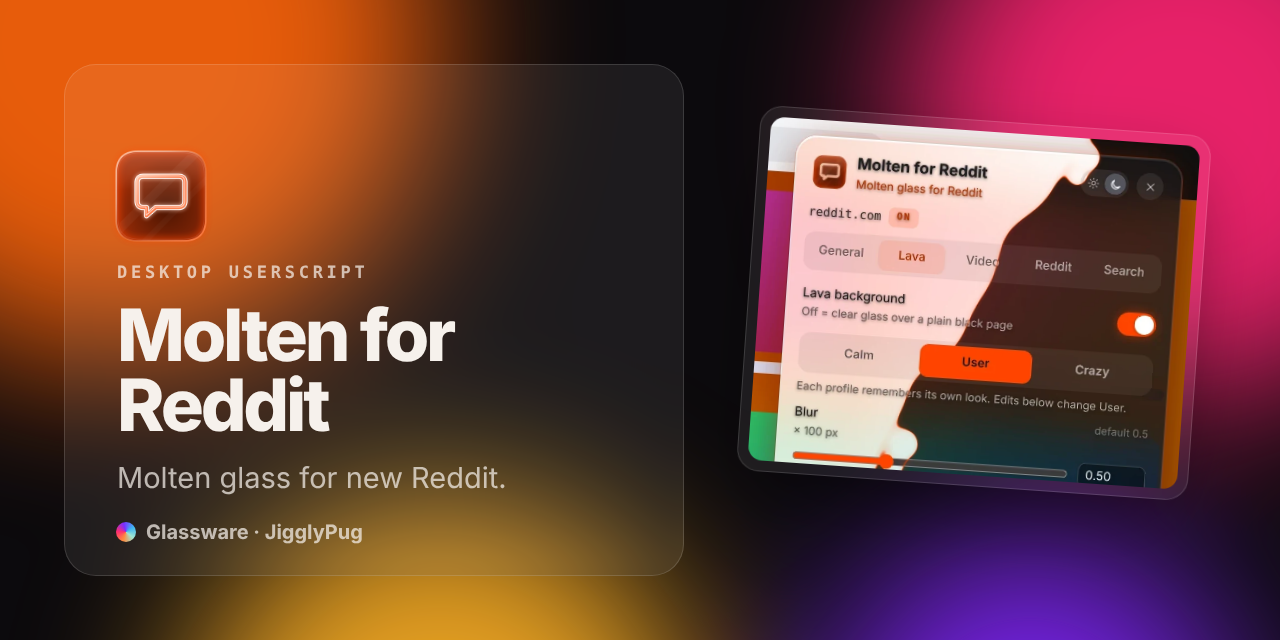 DESKTOP USERSCRIPT
Molten for
Reddit
Molten glass for new Reddit.
Glassware · JigglyPug
Molten for Reddit
Molten glass for Reddit
reddit.com ON
General Lava Video Reddit Search
Lava background
Off = clear glass over a plain black page
Calm User Crazy
Each profile remembers its own look. Edits below change User.
Blur
× 100 px
default 0.5
0.50